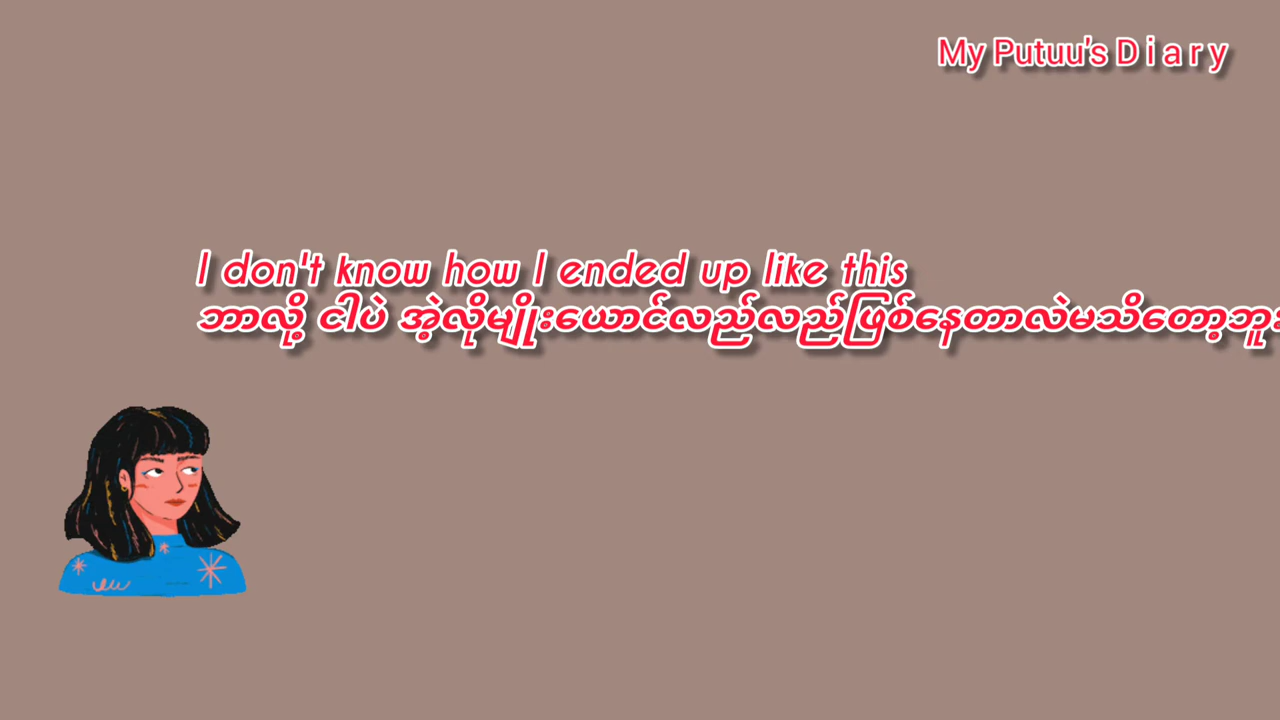 My Putuu's D i a r y
I don't know how I ended up like this
ဘာလို့ ငါပဲ အဲ့လိုမျိုးယောင်လည်လည်ဖြစ်နေတာလဲမသိတော့ဘူး
ew